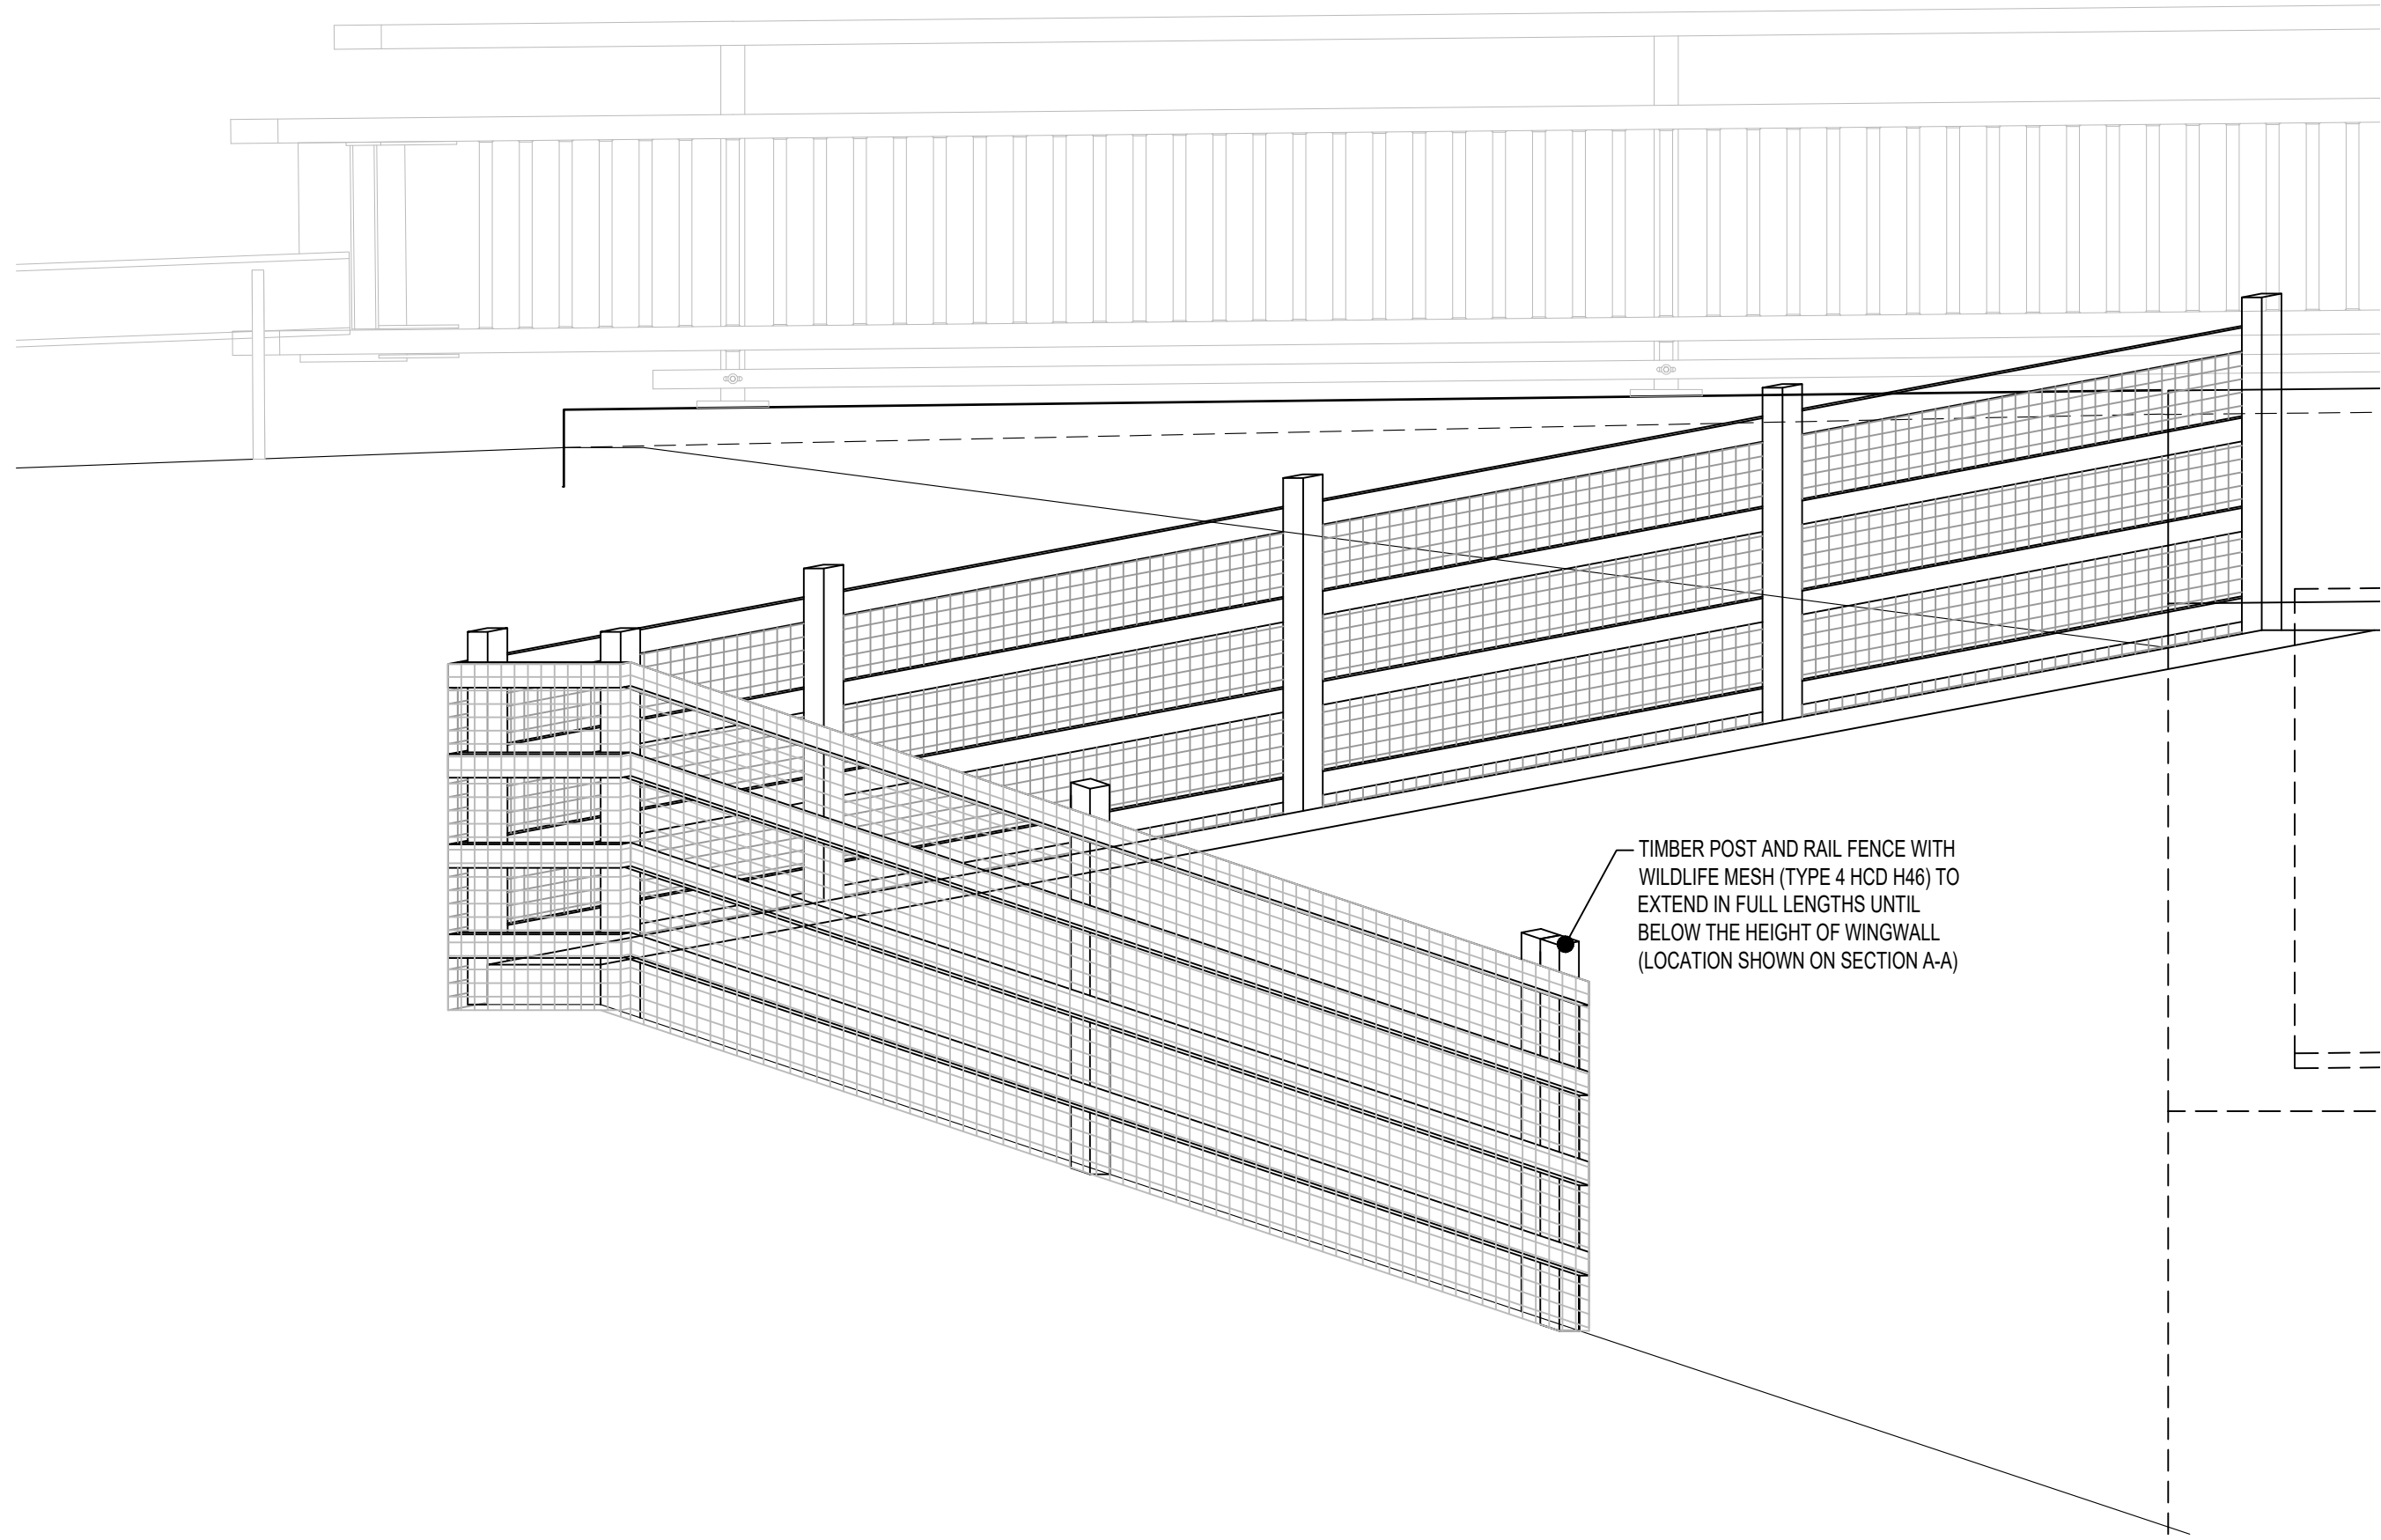 TIMBER POST AND RAIL FENCE WITH
WILDLIFE MESH (TYPE 4 HCD H46) TO
EXTEND IN FULL LENGTHS UNTIL
BELOW THE HEIGHT OF WINGWALL
(LOCATION SHOWN ON SECTION A-A)